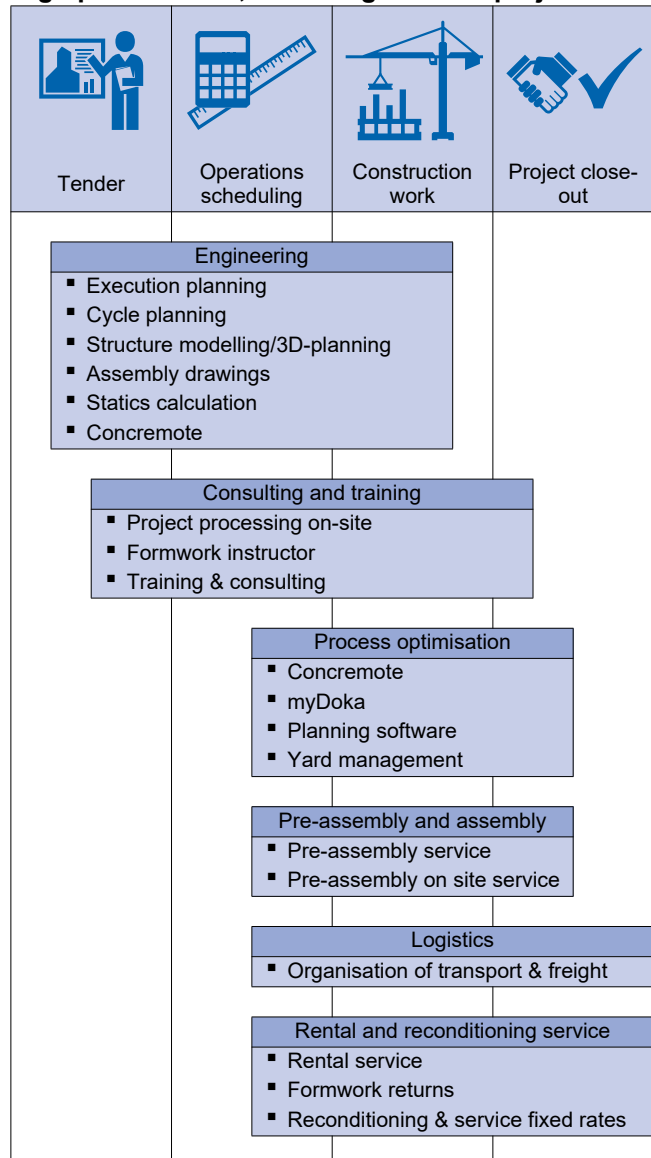 Tender
Operations
scheduling
Construction
work
Project close-
out
Engineering
▪ Execution planning
▪ Cycle planning
▪ Structure modelling/3D-planning
▪ Assembly drawings
▪ Statics calculation
▪ Concremote
Consulting and training
▪ Project processing on-site
▪ Formwork instructor
▪ Training & consulting
Process optimisation
▪ Concremote
▪ myDoka
▪ Planning software
▪ Yard management
Pre-assembly and assembly
▪ Pre-assembly service
▪ Pre-assembly on site service
Logistics
▪ Organisation of transport & freight
Rental and reconditioning service
▪ Rental service
▪ Formwork returns
▪ Reconditioning & service fixed rates